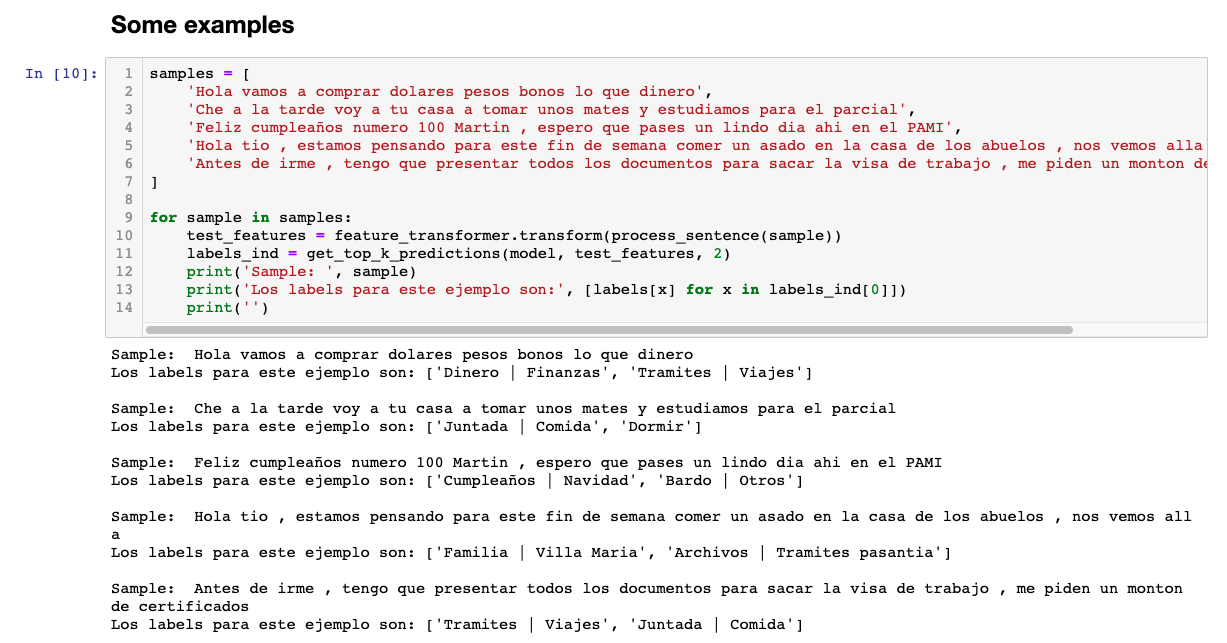 Some examples
In [10]:
1 samples = [
2     'Hola vamos a comprar dolares pesos bonos lo que dinero',
3     'Che a la tarde voy a tu casa a tomar unos mates y estudiamos para el parcial',
4     'Feliz cumpleaños numero 100 Martin , espero que pases un lindo dia ahi en el PAMI',
5     'Hola tio , estamos pensando para este fin de semana comer un asado en la casa de los abuelos , nos vemos alla
6     'Antes de irme , tengo que presentar todos los documentos para sacar la visa de trabajo , me piden un monton de
7 ]
8
9 for sample in samples:
10     test_features = feature_transformer.transform(process_sentence(sample))
11     labels_ind = get_top_k_predictions(model, test_features, 2)
12     print('Sample: ', sample)
13     print('Los labels para este ejemplo son:', [labels[x] for x in labels_ind[0]])
14     print('')
Sample:  Hola vamos a comprar dolares pesos bonos lo que dinero
Los labels para este ejemplo son: ['Dinero | Finanzas', 'Tramites | Viajes']
Sample:  Che a la tarde voy a tu casa a tomar unos mates y estudiamos para el parcial
Los labels para este ejemplo son: ['Juntada | Comida', 'Dormir']
Sample:  Feliz cumpleaños numero 100 Martin , espero que pases un lindo dia ahi en el PAMI
Los labels para este ejemplo son: ['Cumpleaños | Navidad', 'Bardo | Otros']
Sample:  Hola tio , estamos pensando para este fin de semana comer un asado en la casa de los abuelos , nos vemos all
a
Los labels para este ejemplo son: ['Familia | Villa Maria', 'Archivos | Tramites pasantia']
Sample:  Antes de irme , tengo que presentar todos los documentos para sacar la visa de trabajo , me piden un monton
de certificados
Los labels para este ejemplo son: ['Tramites | Viajes', 'Juntada | Comida']